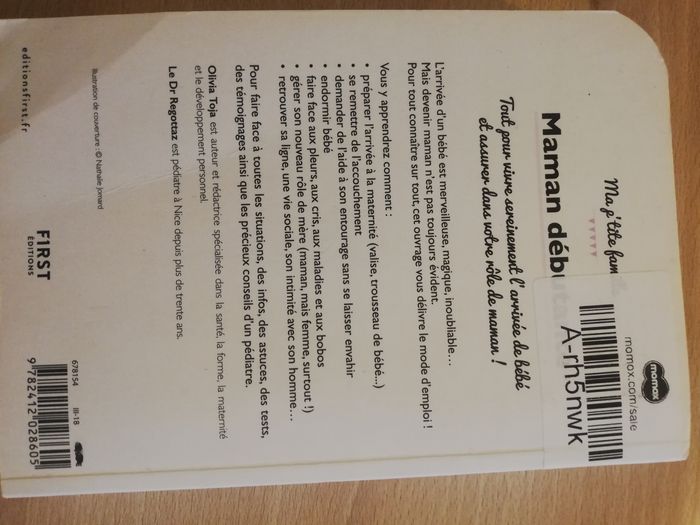 Ma p'tite fam
Maman débuta
Tout pour vivre sereinement l'arrivée de bébé
et assurer dans votre rôle de maman !
L'arrivée d'un bébé est merveilleuse, magique, inoubliable...
Mais devenir maman n'est pas toujours évident.
Pour tout connaître sur tout, cet ouvrage vous délivre le mode d'emploi !
Vous y apprendrez comment :
• préparer l'arrivée à la maternité (valise, trousseau de bébé...)
• se remettre de l'accouchement
• demander de l'aide à son entourage sans se laisser envahir
• endormir bébé
• faire face aux pleurs, aux cris, aux maladies et aux bobos
• gérer son nouveau rôle de mère (maman, mais femme, surtout !)
• retrouver sa ligne, une vie sociale, son intimité avec son homme...
Pour faire face à toutes les situations, des infos, des astuces, des tests,
des témoignages ainsi que les précieux conseils d'un pédiatre.
Olivia Toja est auteur et rédactrice spécialisée dans la santé, la forme, la maternité
et le développement personnel.
Le Dr Regottaz est pédiatre à Nice depuis plus de trente ans.
Illustration de couverture : © Nathalie Jomard
editionsfirst.fr
F1RST
ÉDITIONS
678154 III-18
9 782412 028605
momox
momox.com/sale
A-rh5nwk